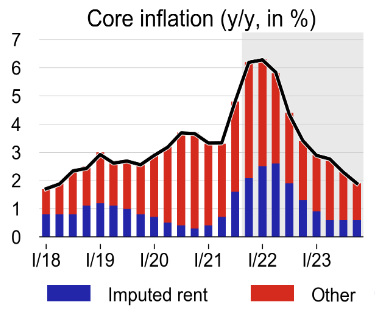 Core inflation (y/y, in %)
7
6
5
4
3
2
1
0
I/18 I/19 I/20 I/21 I/22 I/23
Imputed rent Other